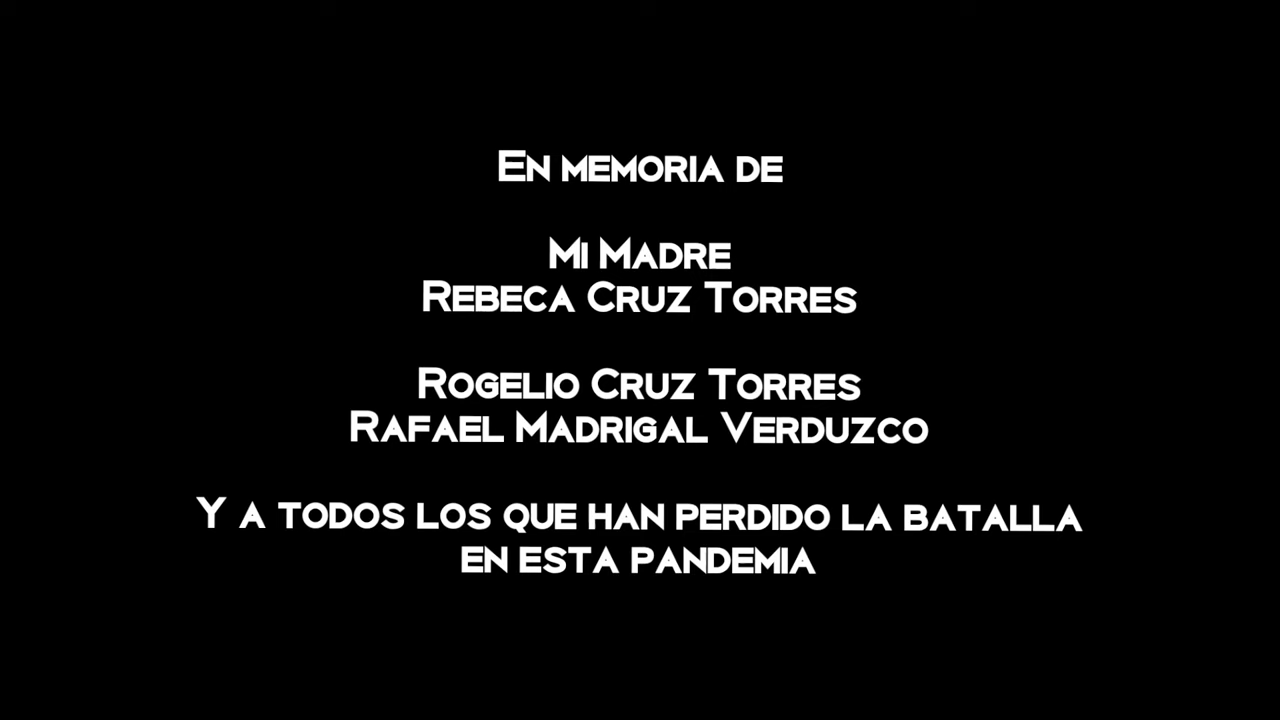 En memoria de
Mi Madre
Rebeca Cruz Torres
Rogelio Cruz Torres
Rafael Madrigal Verduzco
Y a todos los que han perdido la batalla
en esta pandemia